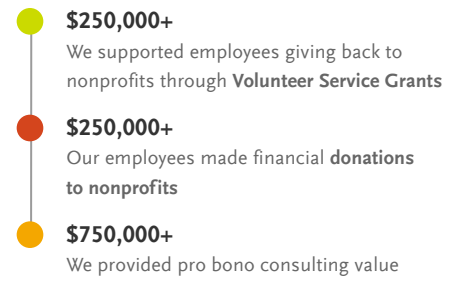 $250,000+
We supported employees giving back to
nonprofits through Volunteer Service Grants
$250,000+
Our employees made financial donations
to nonprofits
$750,000+
We provided pro bono consulting value